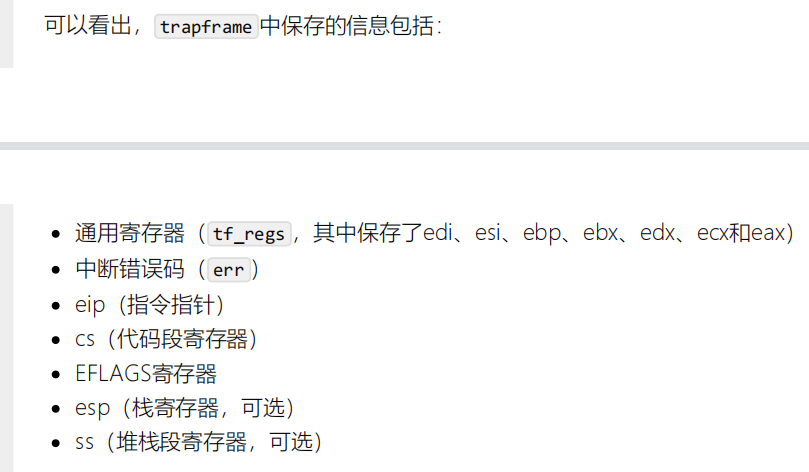 可以看出，trapframe中保存的信息包括：
• 通用寄存器（tf_regs，其中保存了edi、esi、ebp、ebx、edx、ecx和eax）
• 中断错误码（err）
• eip（指令指针）
• cs（代码段寄存器）
• EFLAGS寄存器
• esp（栈寄存器，可选）
• ss（堆栈段寄存器，可选）